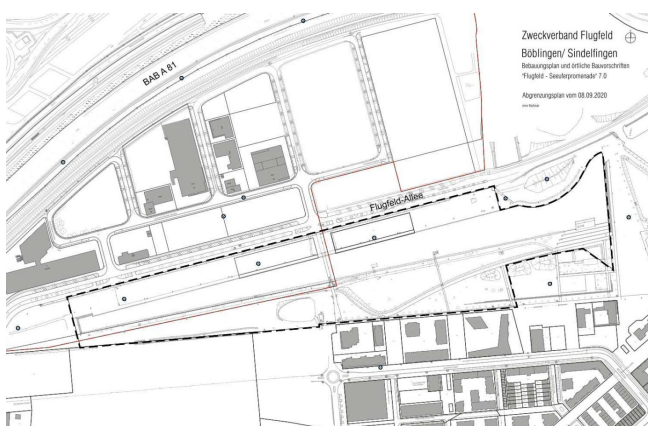 Zweckverband Flugfeld
Böblingen/ Sindelfingen
Bebauungsplan und örtliche Bauvorschriften
"Flugfeld - Seeuferpromenade" 7.0
Abgrenzungsplan vom 08.09.2020
BAB A 81
Flugfeld-Allee